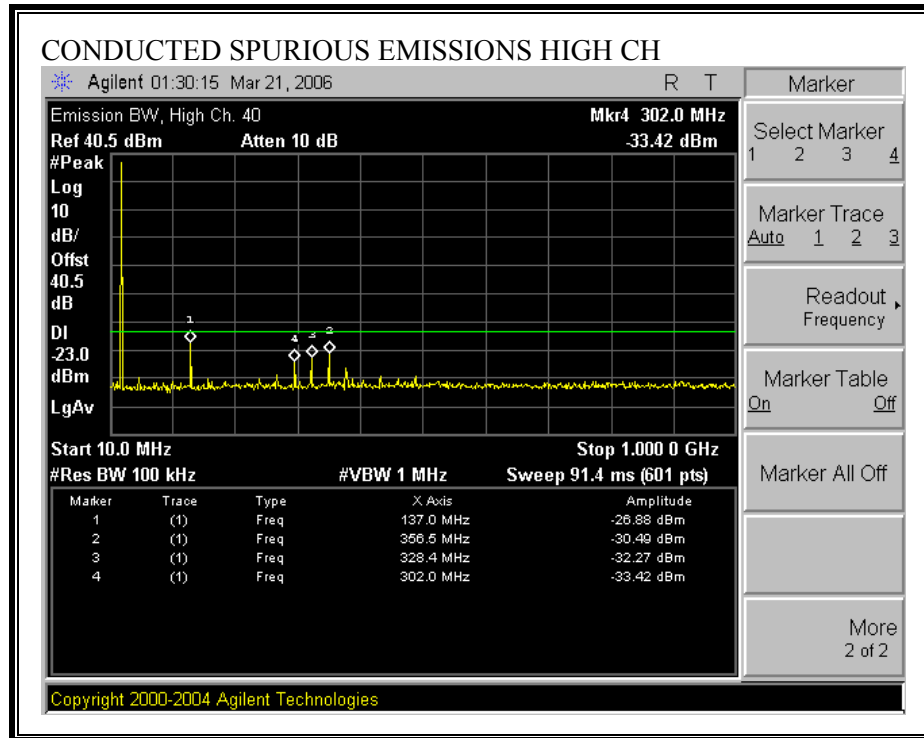 CONDUCTED SPURIOUS EMISSIONS HIGH CH
Agilent 01:30:15 Mar 21, 2006 R T
Emission BW, High Ch. 40 Mkr4 302.0 MHz
Ref 40.5 dBm Atten 10 dB -33.42 dBm
#Peak
Log
10
dB/
Offst
40.5
dB
DI
-23.0
dBm
LgAv
1
4 3 2
Start 10.0 MHz Stop 1.000 0 GHz
#Res BW 100 kHz #VBW 1 MHz Sweep 91.4 ms (601 pts)
Marker Trace Type X Axis Amplitude
1 (1) Freq 137.0 MHz -26.88 dBm
2 (1) Freq 356.5 MHz -30.49 dBm
3 (1) Freq 328.4 MHz -32.27 dBm
4 (1) Freq 302.0 MHz -33.42 dBm
Marker
Select Marker
1 2 3 4
Marker Trace
Auto 1 2 3
Readout
Frequency
Marker Table
On Off
Marker All Off
More
2 of 2
Copyright 2000-2004 Agilent Technologies